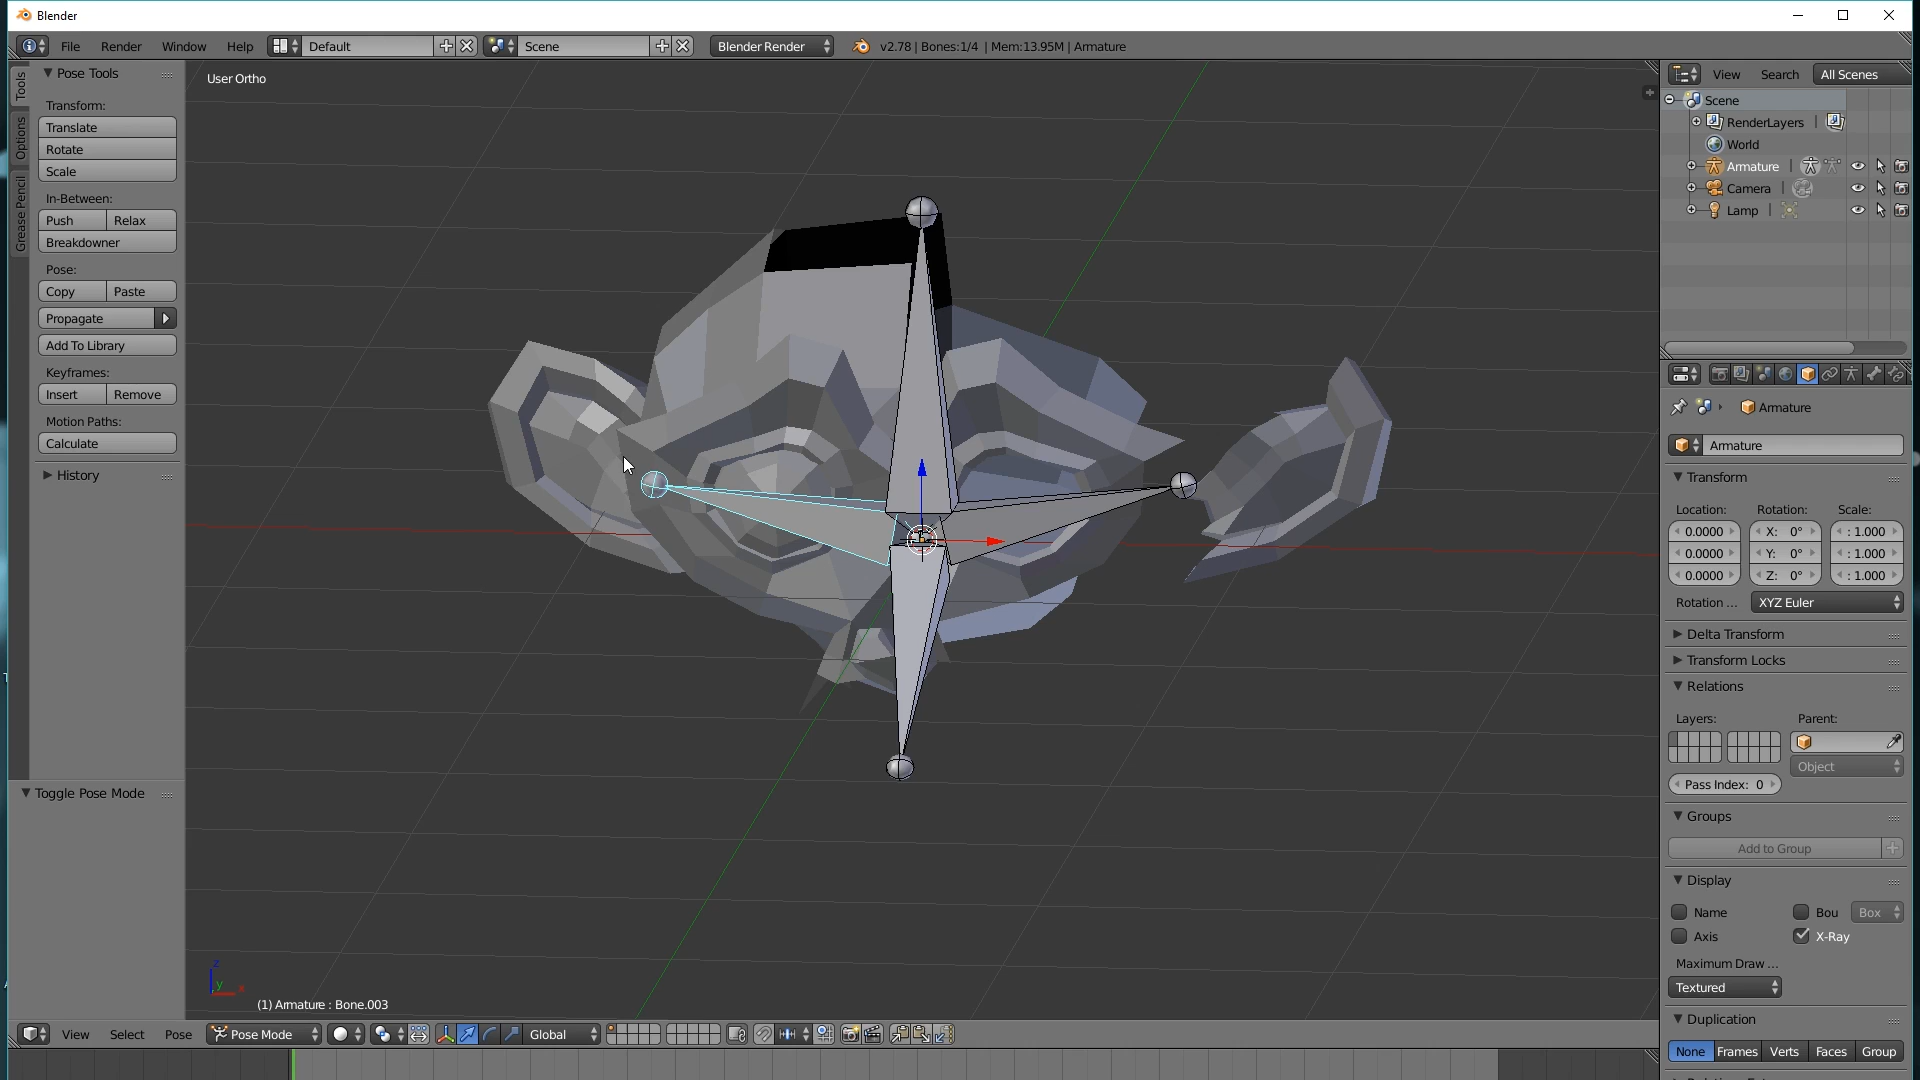 Blender
File Render Window Help Default Scene Blender Render v2.78 | Bones:1/4 | Mem:13.95M | Armature
Tools
Options
Grease Pencil
Pose Tools
Transform:
Translate
Rotate
Scale
In-Between:
Push Relax
Breakdowner
Pose:
Copy Paste
Propagate
Add To Library
Keyframes:
Insert Remove
Motion Paths:
Calculate
History
Toggle Pose Mode
User Ortho
z
y
x
(1) Armature : Bone.003
View Select Pose Pose Mode Global
View Search All Scenes
Scene
RenderLayers |
World
Armature |
Camera |
Lamp |
Armature
Armature
Transform
Location: Rotation: Scale:
0.0000 X: 0° : 1.000
0.0000 Y: 0° : 1.000
0.0000 Z: 0° : 1.000
Rotation ... XYZ Euler
Delta Transform
Transform Locks
Relations
Layers: Parent:
Object
Pass Index: 0
Groups
Add to Group
Display
Name Bou Box
Axis X-Ray
Maximum Draw ...
Textured
Duplication
None Frames Verts Faces Group